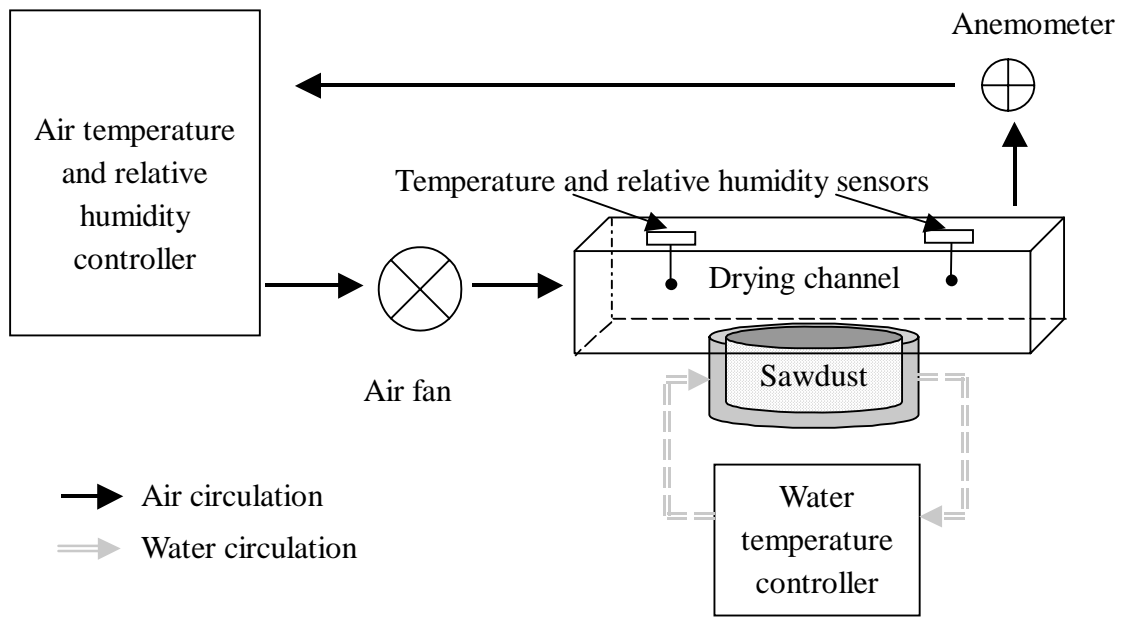 Anemometer
Air temperature
and relative
humidity
controller
Temperature and relative humidity sensors
Drying channel
Air fan
Sawdust
Air circulation
Water circulation
Water
temperature
controller